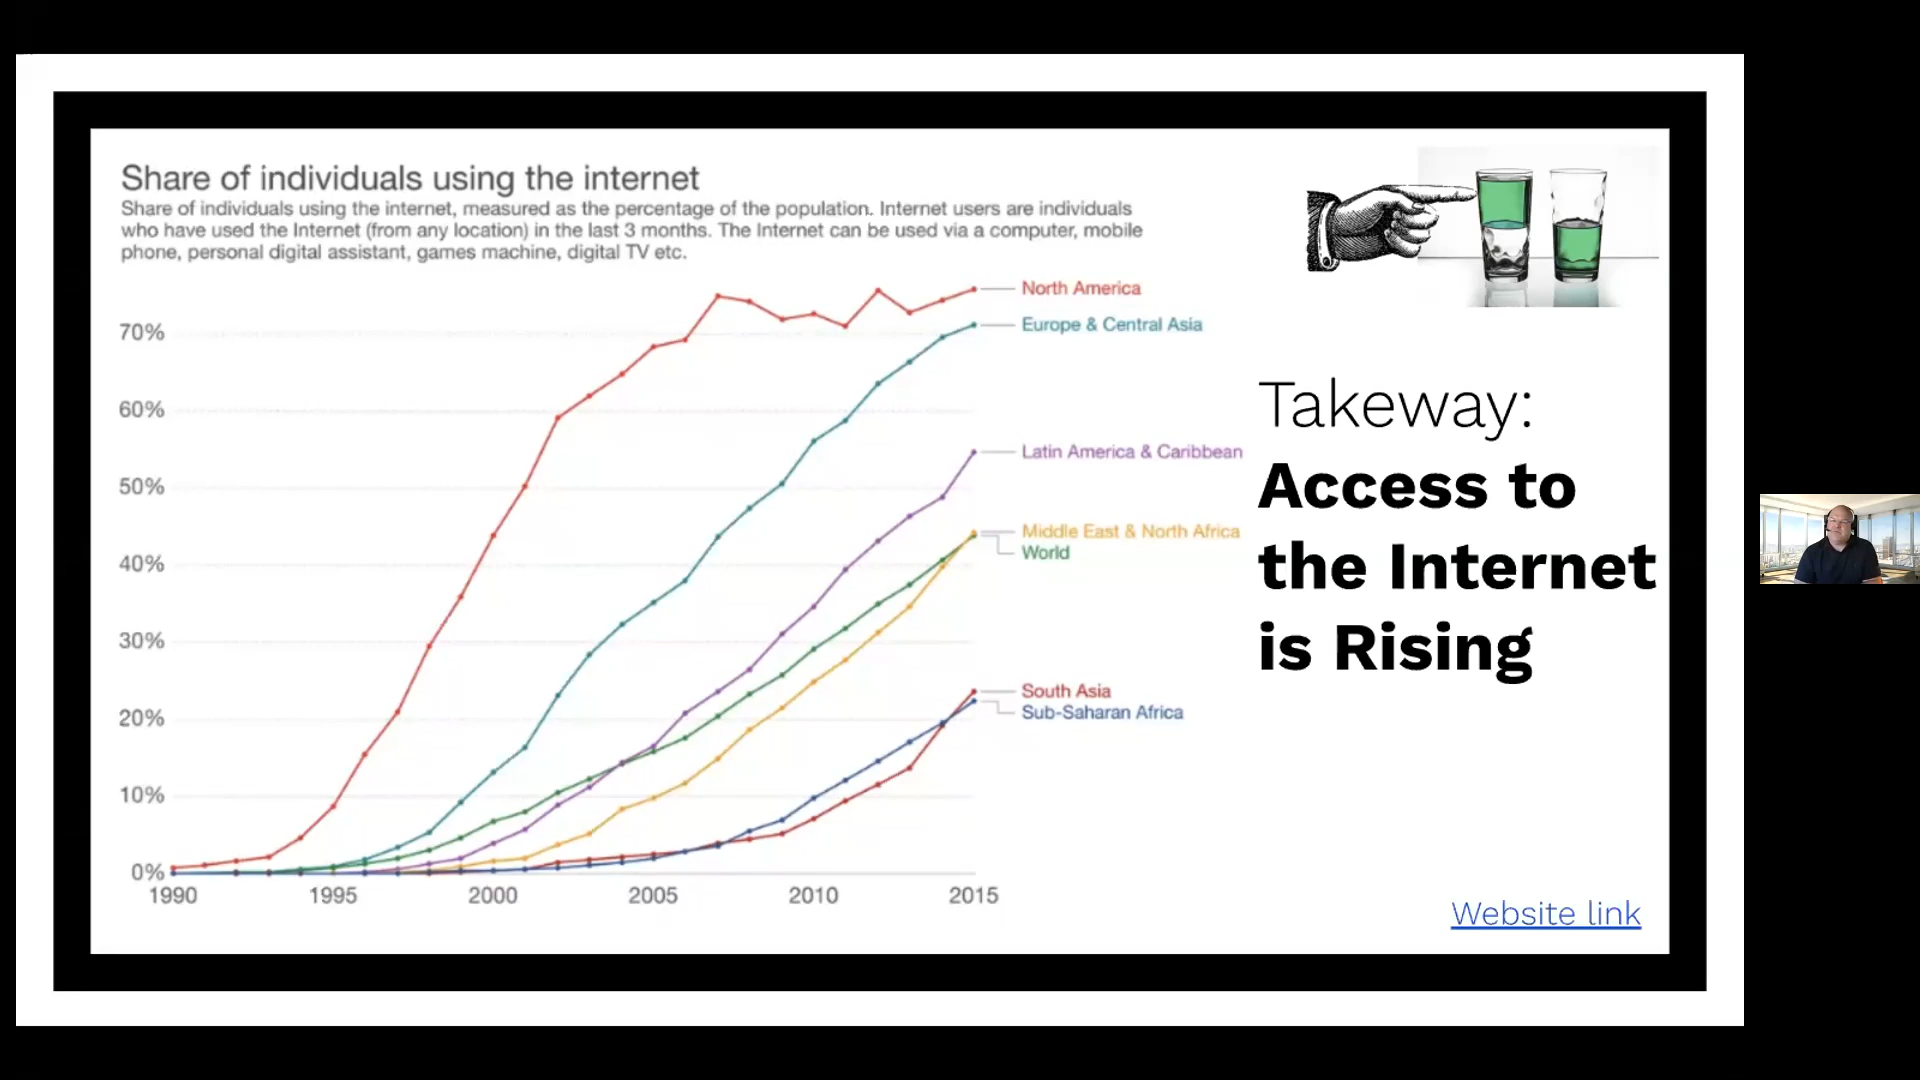 Share of individuals using the internet
Share of individuals using the internet, measured as the percentage of the population. Internet users are individuals
who have used the Internet (from any location) in the last 3 months. The Internet can be used via a computer, mobile
phone, personal digital assistant, games machine, digital TV etc.
70%
60%
50%
40%
30%
20%
10%
0%
1990
1995
2000
2005
2010
2015
North America
Europe & Central Asia
Latin America & Caribbean
Middle East & North Africa
World
South Asia
Sub-Saharan Africa
Takeway:
Access to
the Internet
is Rising
Website link